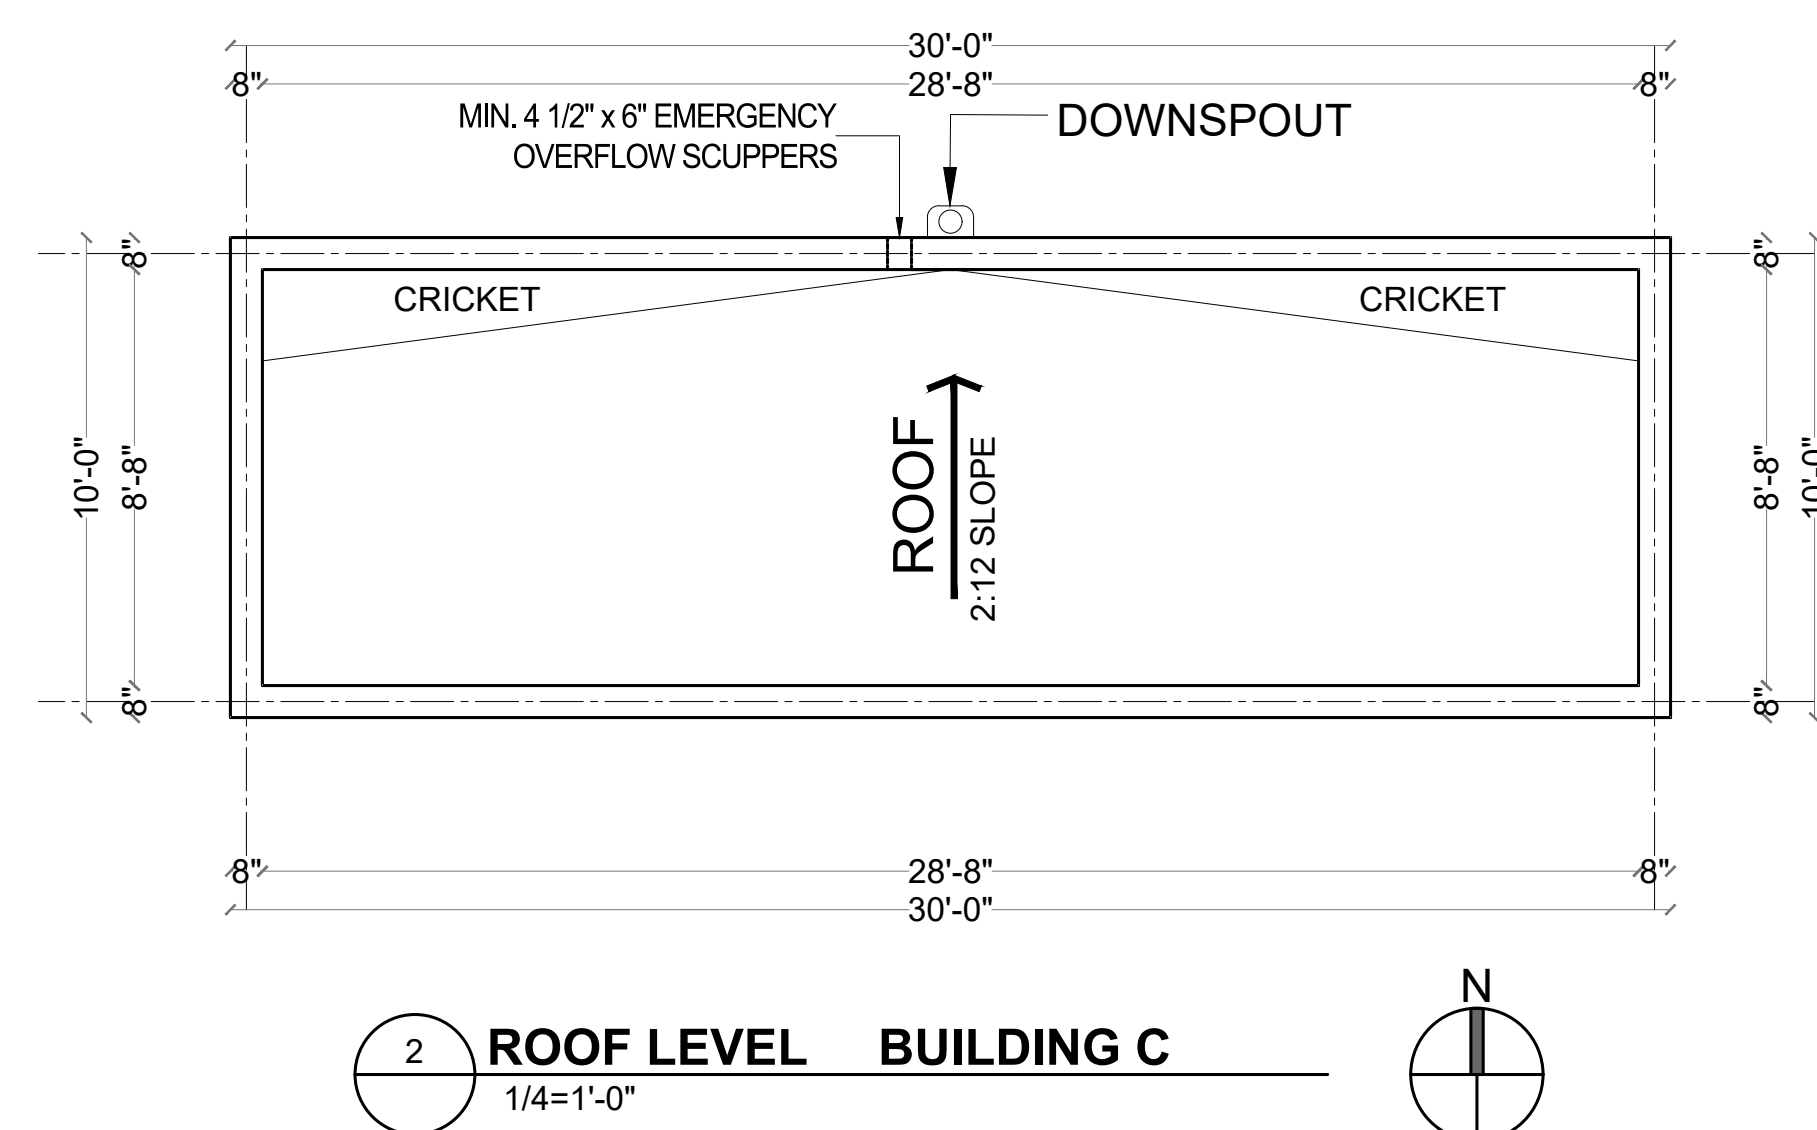 30'-0"
8"
28'-8"
8"
MIN. 4 1/2" x 6" EMERGENCY
OVERFLOW SCUPPERS
DOWNSPOUT
8"
8"
CRICKET
CRICKET
10'-0"
8'-8"
ROOF
2:12 SLOPE
8'-8"
10'-0"
8"
8"
8"
28'-8"
8"
30'-0"
N
2
ROOF LEVEL BUILDING C
1/4=1'-0"